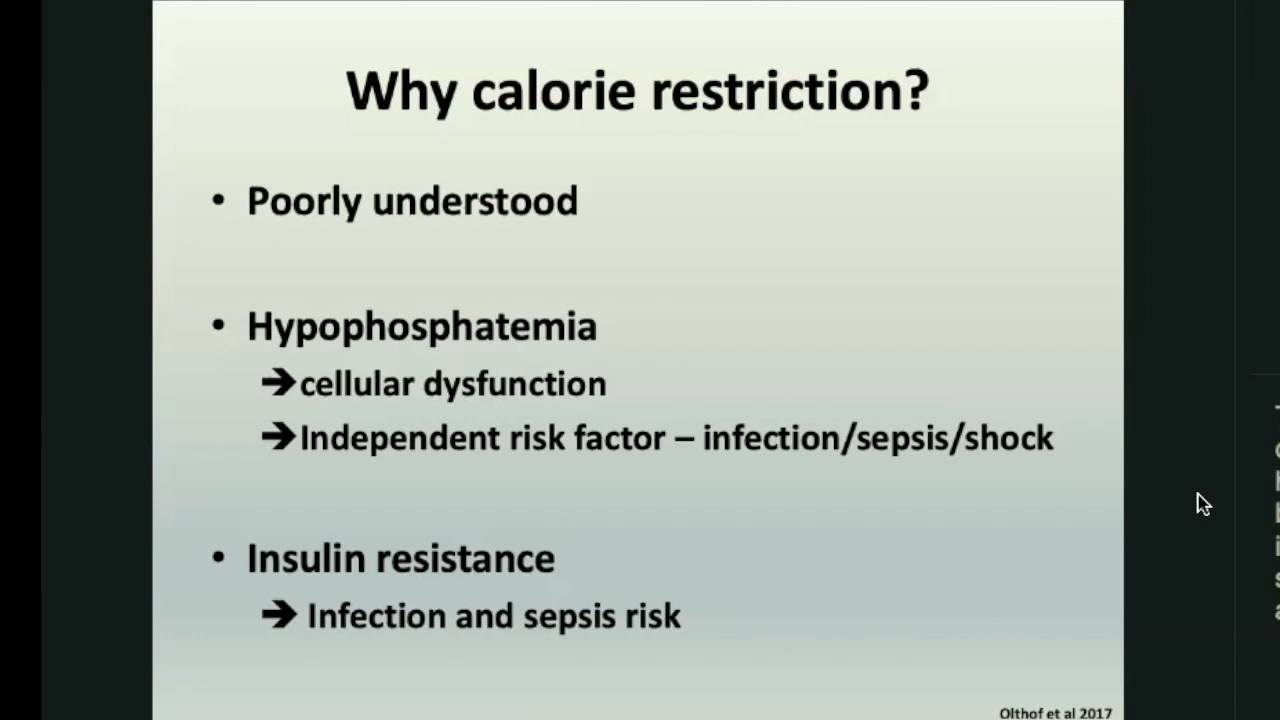 Why calorie restriction?
• Poorly understood
• Hypophosphatemia
➔cellular dysfunction
➔Independent risk factor – infection/sepsis/shock
• Insulin resistance
➔ Infection and sepsis risk
Olthof et al 2017